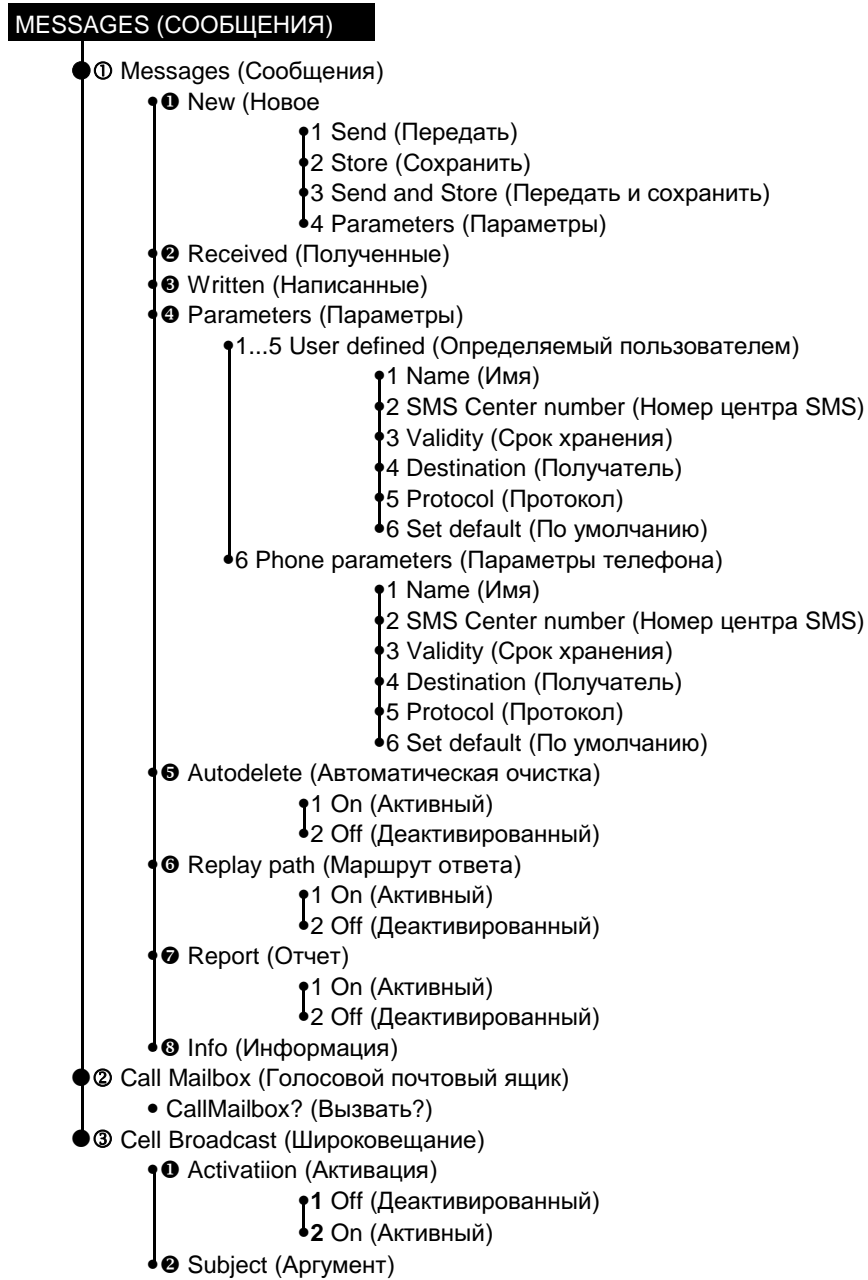 MESSAGES (СООБЩЕНИЯ)
① Messages (Сообщения)
❶ New (Новое
1 Send (Передать)
2 Store (Сохранить)
3 Send and Store (Передать и сохранить)
4 Parameters (Параметры)
❷ Received (Полученные)
❸ Written (Написанные)
❹ Parameters (Параметры)
1...5 User defined (Определяемый пользователем)
1 Name (Имя)
2 SMS Center number (Номер центра SMS)
3 Validity (Срок хранения)
4 Destination (Получатель)
5 Protocol (Протокол)
6 Set default (По умолчанию)
6 Phone parameters (Параметры телефона)
1 Name (Имя)
2 SMS Center number (Номер центра SMS)
3 Validity (Срок хранения)
4 Destination (Получатель)
5 Protocol (Протокол)
6 Set default (По умолчанию)
❺ Autodelete (Автоматическая очистка)
1 On (Активный)
2 Off (Деактивированный)
❻ Replay path (Маршрут ответа)
1 On (Активный)
2 Off (Деактивированный)
❼ Report (Отчет)
1 On (Активный)
2 Off (Деактивированный)
❽ Info (Информация)
② Call Mailbox (Голосовой почтовый ящик)
• CallMailbox? (Вызвать?)
③ Cell Broadcast (Широковещание)
❶ Activatiion (Активация)
1 Off (Деактивированный)
2 On (Активный)
❷ Subject (Аргумент)